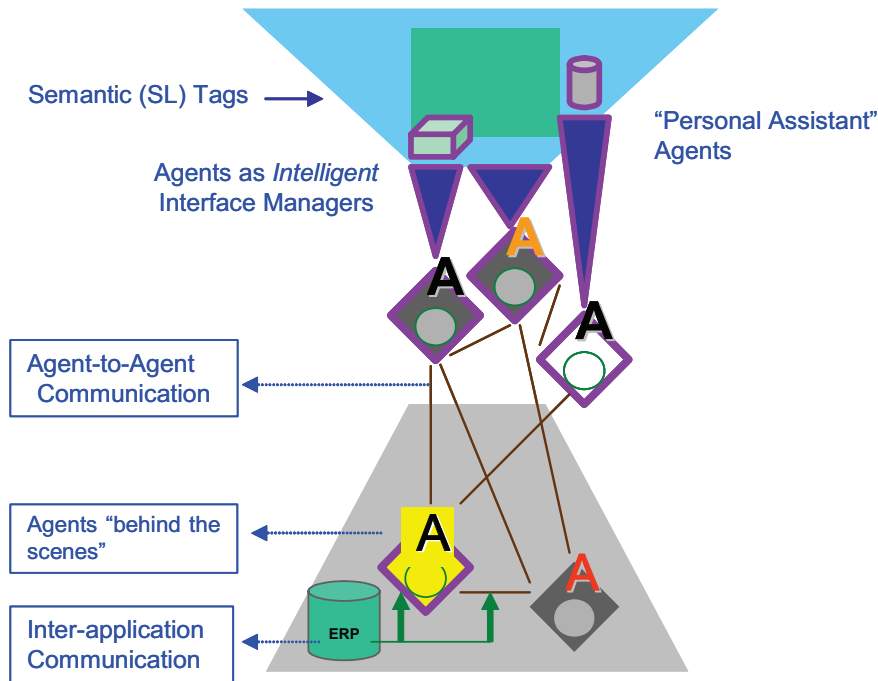 Semantic (SL) Tags
“Personal Assistant”
Agents
Agents as Intelligent
Interface Managers
A
A
A
Agent-to-Agent
Communication
Agents “behind the
scenes”
A
A
ERP
Inter-application
Communication